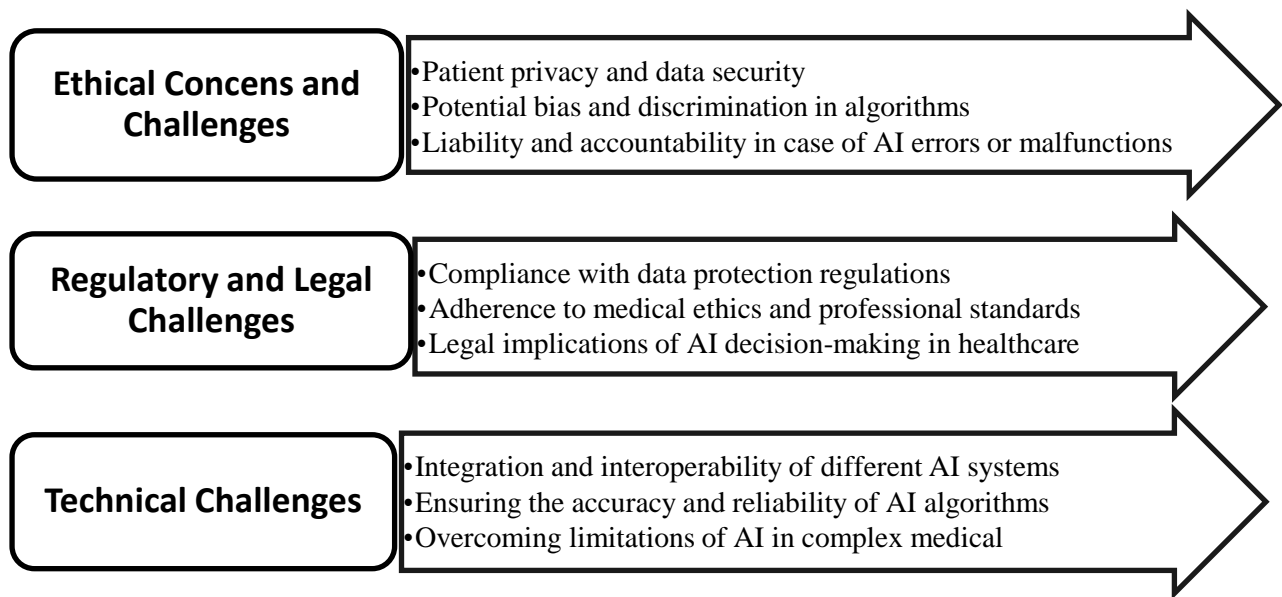 Ethical Concens and
Challenges
•Patient privacy and data security
•Potential bias and discrimination in algorithms
•Liability and accountability in case of AI errors or malfunctions
Regulatory and Legal
Challenges
•Compliance with data protection regulations
•Adherence to medical ethics and professional standards
•Legal implications of AI decision-making in healthcare
Technical Challenges
•Integration and interoperability of different AI systems
•Ensuring the accuracy and reliability of AI algorithms
•Overcoming limitations of AI in complex medical